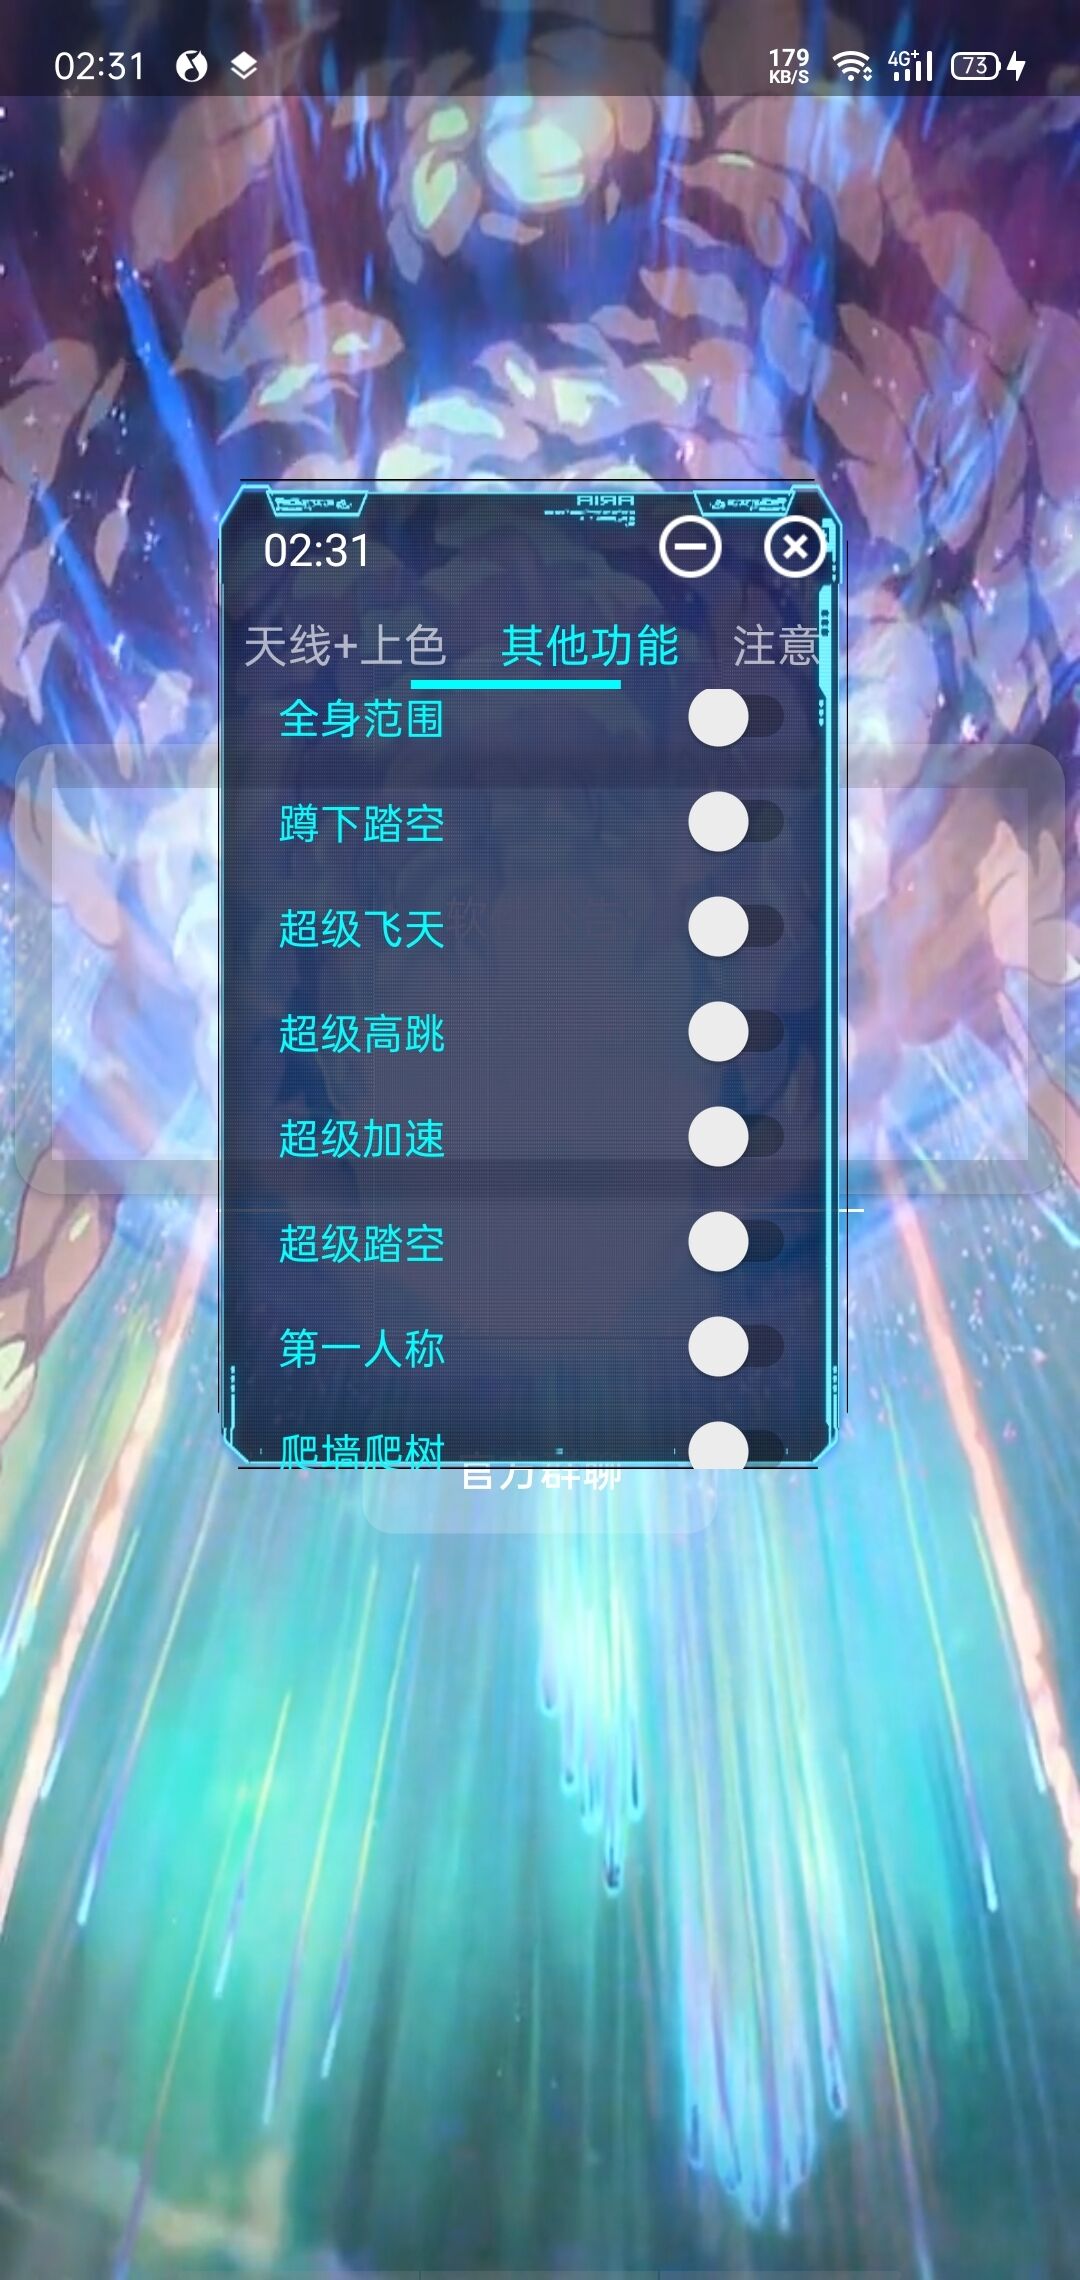 02:31
179
KB/S
4G+
73
02:31
天线+上色 其他功能 注意
全身范围
蹲下踏空
超级飞天
超级高跳
超级加速
超级踏空
第一人称
爬墙爬树
官方群聊